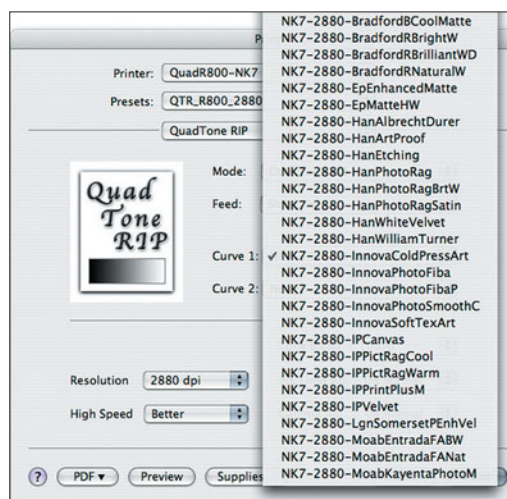 Printer: QuadR800-NK7
Presets: QTR_R800_2880
QuadTone RIP
Quad
Tone
RIP
Mode:
Feed:
Curve 1:
Curve 2:
Resolution 2880 dpi
High Speed Better
? PDF▼ Preview Supplies
NK7-2880-BradfordBCoolMatte
NK7-2880-BradfordRBrightW
NK7-2880-BradfordRBrilliantWD
NK7-2880-BradfordRNaturalW
NK7-2880-EpEnhancedMatte
NK7-2880-EpMatteHW
NK7-2880-HanAlbrechtDurer
NK7-2880-HanArtProof
NK7-2880-HanEtching
NK7-2880-HanPhotoRag
NK7-2880-HanPhotoRagBrtW
NK7-2880-HanPhotoRagSatin
NK7-2880-HanWhiteVelvet
NK7-2880-HanWilliamTurner
✓ NK7-2880-InnovaColdPressArt
NK7-2880-InnovaPhotoFiba
NK7-2880-InnovaPhotoFibaP
NK7-2880-InnovaPhotoSmoothC
NK7-2880-InnovaSoftTexArt
NK7-2880-IPCanvas
NK7-2880-IPPictRagCool
NK7-2880-IPPictRagWarm
NK7-2880-IPPrintPlusM
NK7-2880-IPVelvet
NK7-2880-LgnSomersetPEnhVel
NK7-2880-MoabEntradaFABW
NK7-2880-MoabEntradaFANat
NK7-2880-MoabKayentaPhotoM